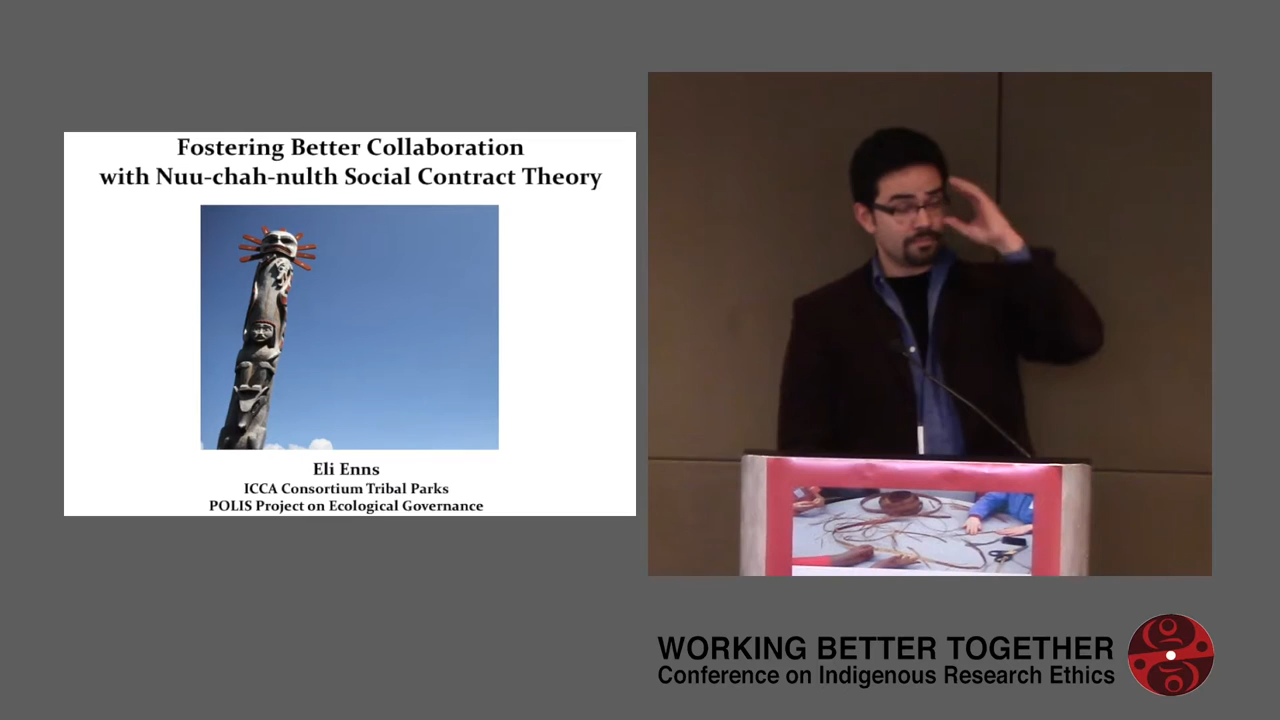 Fostering Better Collaboration
with Nuu-chah-nulth Social Contract Theory
Eli Enns
ICCA Consortium Tribal Parks
POLIS Project on Ecological Governance
WORKING BETTER TOGETHER
Conference on Indigenous Research Ethics